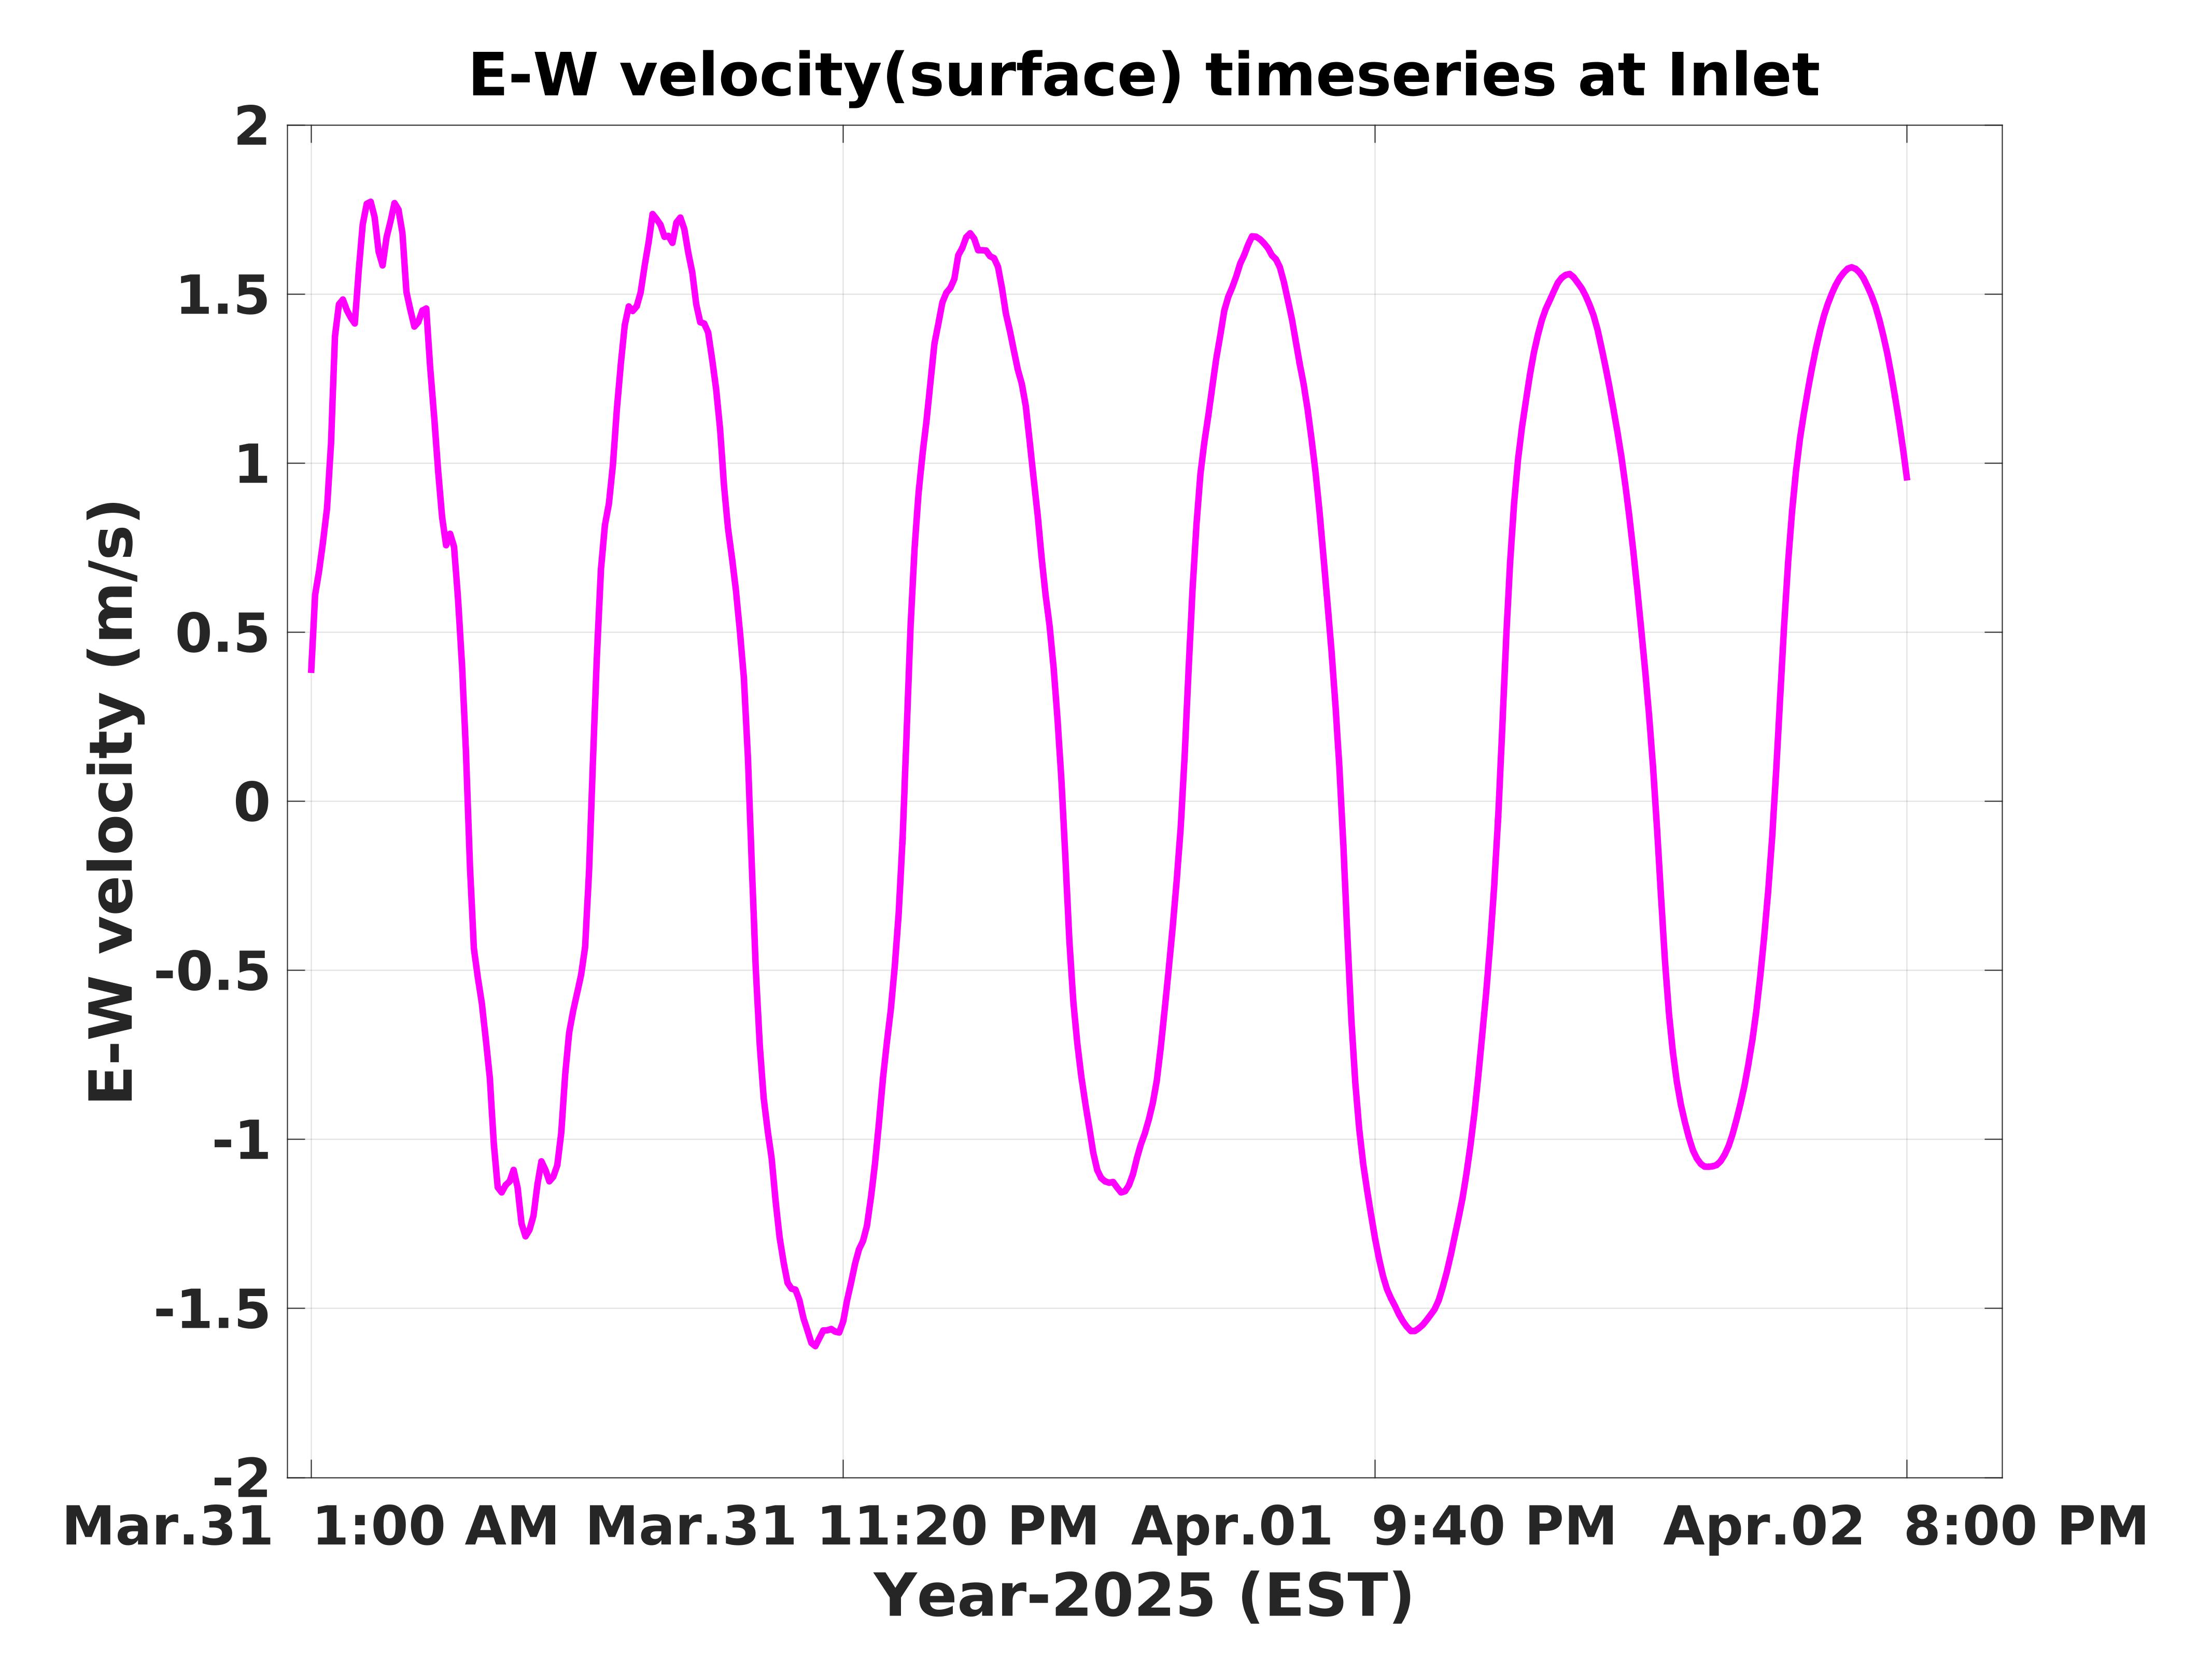 E-W velocity(surface) timeseries at Inlet
E-W velocity (m/s)
2
1.5
1
0.5
0
-0.5
-1
-1.5
-2
Mar.31 1:00 AM Mar.31 11:20 PM Apr.01 9:40 PM Apr.02 8:00 PM
Year-2025 (EST)